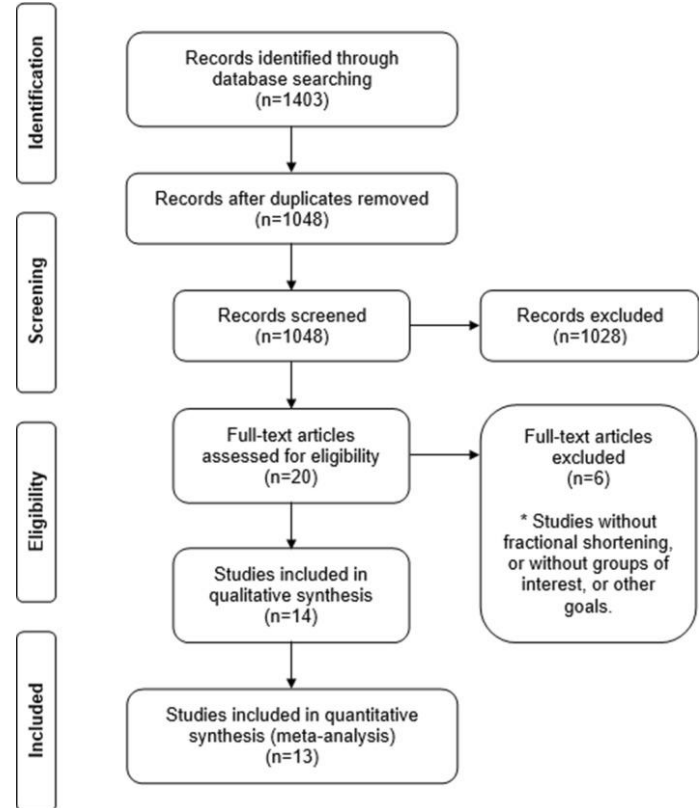 Identification
Records identified through
database searching
(n=1403)
Records after duplicates removed
(n=1048)
Screening
Records screened
(n=1048)
Records excluded
(n=1028)
Eligibility
Full-text articles
assessed for eligibility
(n=20)
Full-text articles
excluded
(n=6)
* Studies without
fractional shortening,
or without groups of
interest, or other
goals.
Studies included in
qualitative synthesis
(n=14)
Included
Studies included in quantitative
synthesis (meta-analysis)
(n=13)